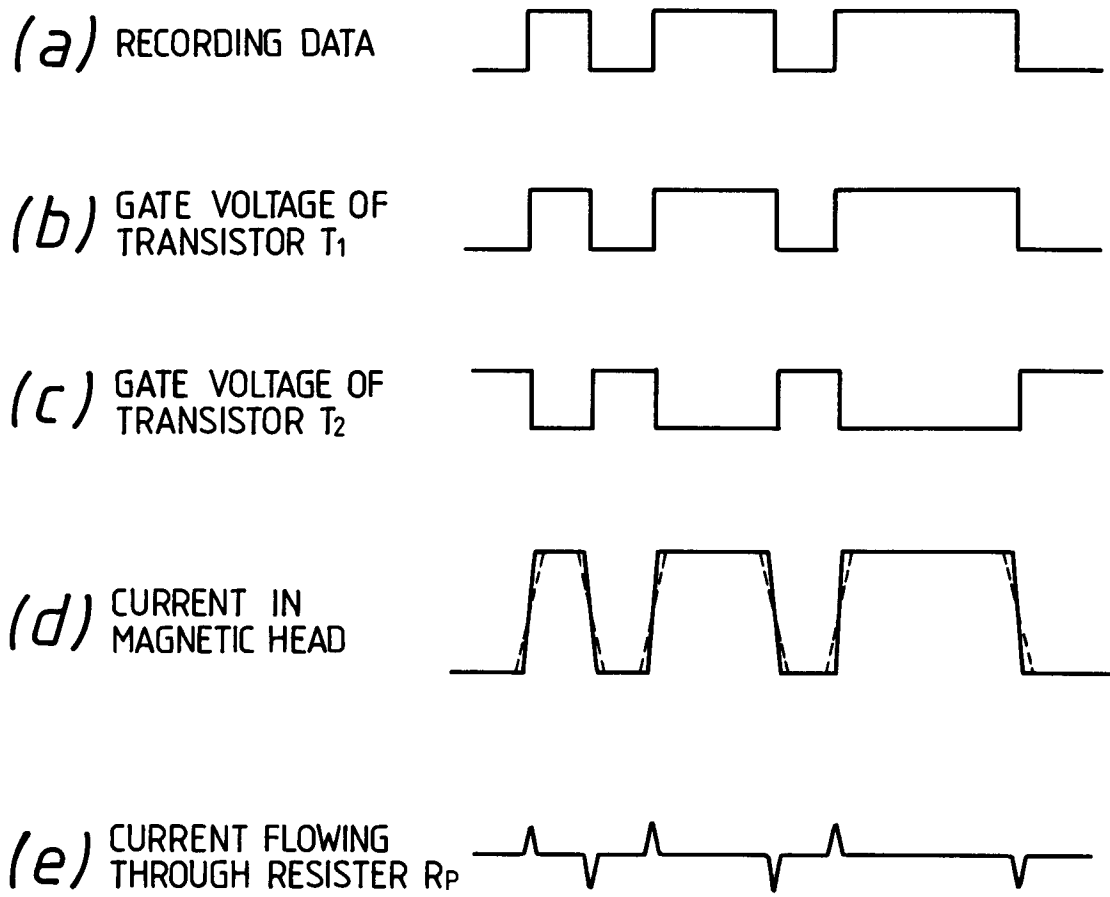 (a) RECORDING DATA
(b) GATE VOLTAGE OF
TRANSISTOR T1
(c) GATE VOLTAGE OF
TRANSISTOR T2
(d) CURRENT IN
MAGNETIC HEAD
(e) CURRENT FLOWING
THROUGH RESISTER RP